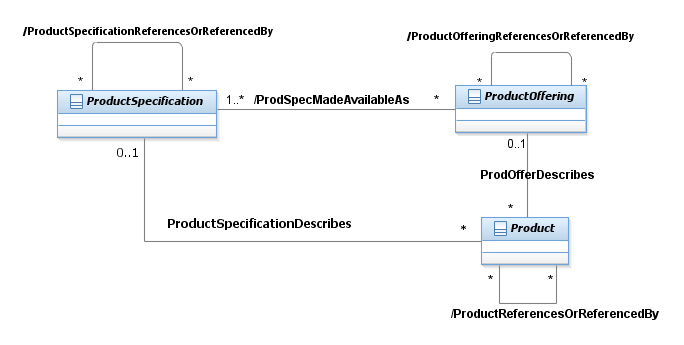 /ProductSpecificationReferencesOrReferencedBy
/ProductOfferingReferencesOrReferencedBy
* *
* *
ProductSpecification
1..* /ProdSpecMadeAvailableAs *
ProductOffering
0..1
0..1
ProdOfferDescribes
*
ProductSpecificationDescribes *
Product
* *
/ProductReferencesOrReferencedBy